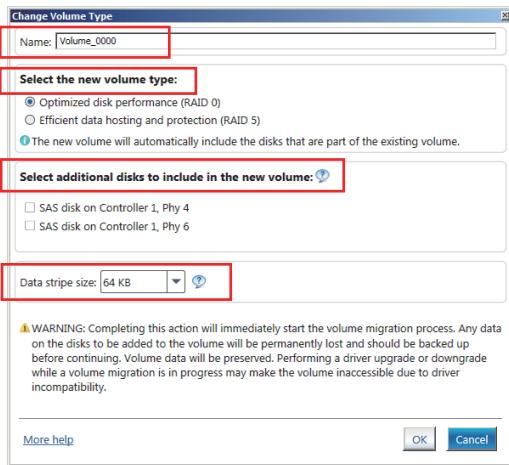 Change Volume Type
Name: Volume_0000
Select the new volume type:
Optimized disk performance (RAID 0)
Efficient data hosting and protection (RAID 5)
The new volume will automatically include the disks that are part of the existing volume.
Select additional disks to include in the new volume:
SAS disk on Controller 1, Phy 4
SAS disk on Controller 1, Phy 6
Data stripe size: 64 KB
WARNING: Completing this action will immediately start the volume migration process. Any data
on the disks to be added to the volume will be permanently lost and should be backed up
before continuing. Volume data will be preserved. Performing a driver upgrade or downgrade
while a volume migration is in progress may make the volume inaccessible due to driver
incompatibility.
More help
OK
Cancel